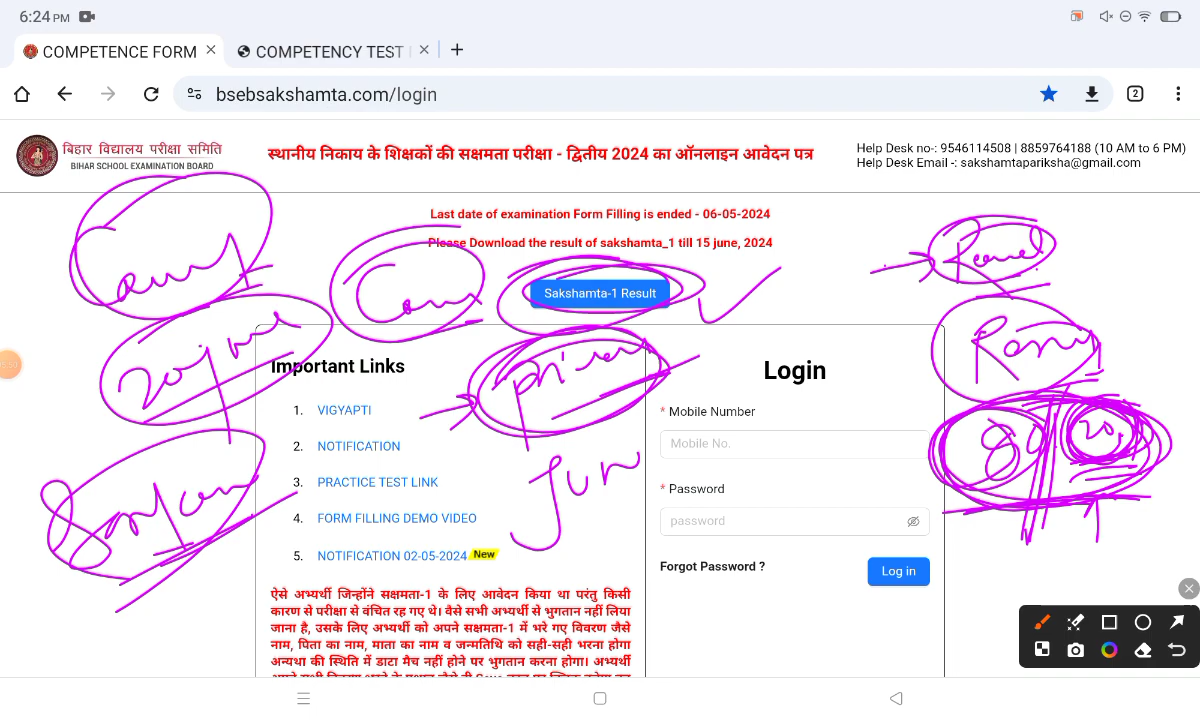 6:24 PM
COMPETENCE FORM
COMPETENCY TEST
bsebsakshamta.com/login
2
बिहार विद्यालय परीक्षा समिति
BIHAR SCHOOL EXAMINATION BOARD
स्थानीय निकाय के शिक्षकों की सक्षमता परीक्षा - द्वितीय 2024 का ऑनलाइन आवेदन पत्र
Help Desk no-: 9546114508 | 8859764188 (10 AM to 6 PM)
Help Desk Email -: sakshamtapariksha@gmail.com
Last date of examination Form Filling is ended - 06-05-2024
Please Download the result of sakshamta_1 till 15 june, 2024
Sakshamta-1 Result
Important Links
1. VIGYAPTI
2. NOTIFICATION
3. PRACTICE TEST LINK
4. FORM FILLING DEMO VIDEO
5. NOTIFICATION 02-05-2024 New
ऐसे अभ्यर्थी जिन्होंने सक्षमता-1 के लिए आवेदन किया था परंतु किसी
कारण से परीक्षा से वंचित रह गए थे। वैसे सभी अभ्यर्थी से भुगतान नहीं लिया
जाना है, उसके लिए अभ्यर्थी को अपने सक्षमता-1 में भरे गए विवरण जैसे
नाम, पिता का नाम, माता का नाम व जन्मतिथि को सही-सही भरना होगा
अन्यथा की स्थिति में डाटा मैच नहीं होने पर भुगतान करना होगा। अभ्यर्थी
Login
* Mobile Number
Mobile No.
* Password
password
Forgot Password ?
Log in